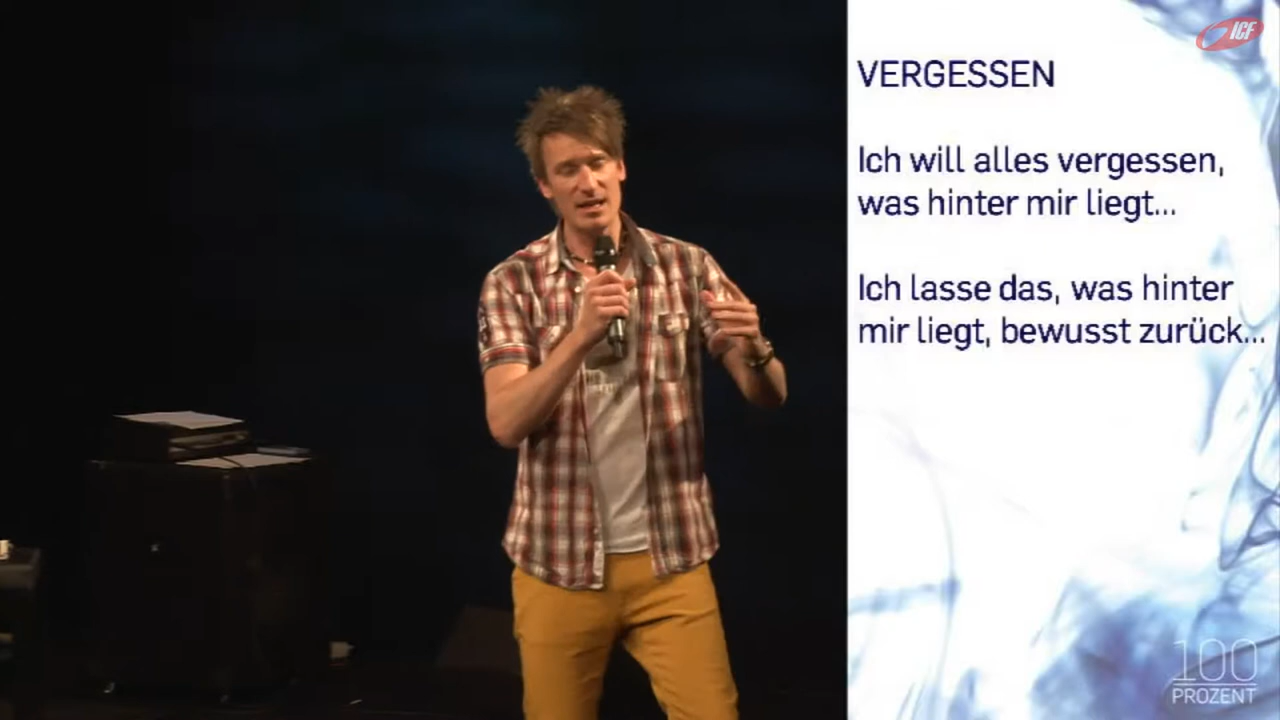 ICF
VERGESSEN
Ich will alles vergessen,
was hinter mir liegt...
Ich lasse das, was hinter
mir liegt, bewusst zurück...
100
PROZENT